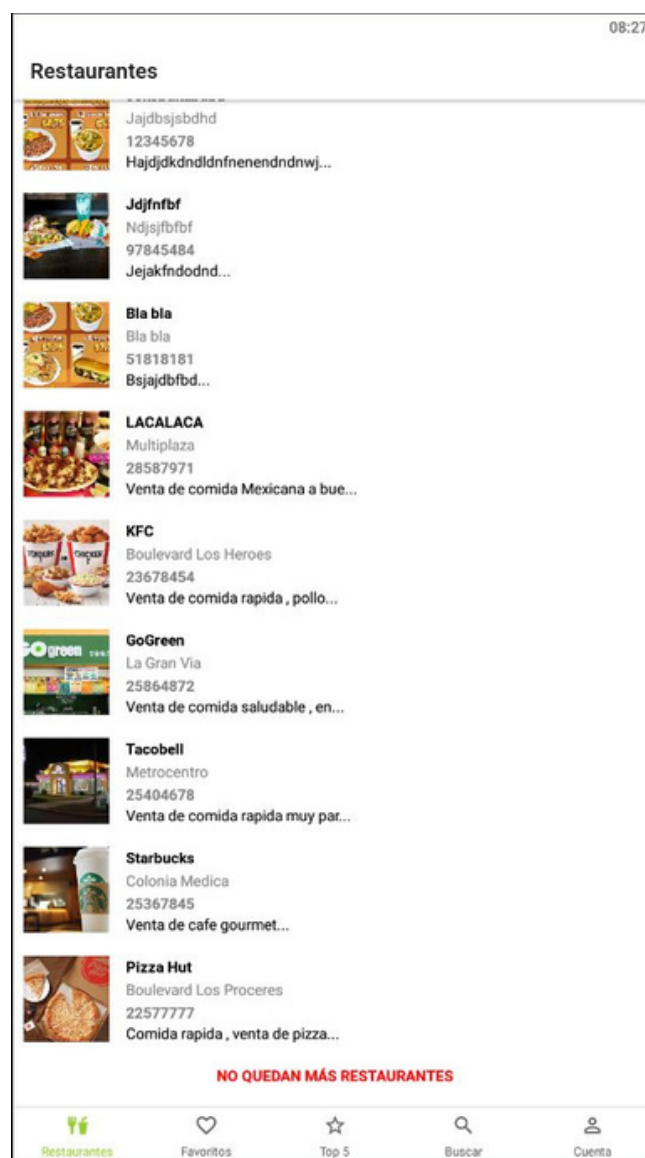 08:27
Restaurantes
Jajdbsjsbdhd
12345678
Hajdjdkdndldnfnenendndnwj...
Jdjfnfbf
Ndjsjfbfbf
97845484
Jejakfndodnd...
Bla bla
Bla bla
51818181
Bsjajdbfbd...
LACALACA
Multiplaza
28587971
Venta de comida Mexicana a bue...
KFC
Boulevard Los Heroes
23678454
Venta de comida rapida , pollo...
GoGreen
La Gran Via
25864872
Venta de comida saludable , en...
Tacobell
Metrocentro
25404678
Venta de comida rapida muy par...
Starbucks
Colonia Medica
25367845
Venta de cafe gourmet...
Pizza Hut
Boulevard Los Proceres
22577777
Comida rapida , venta de pizza...
NO QUEDAN MÁS RESTAURANTES
Restaurantes Favoritos Top 5 Buscar Cuenta